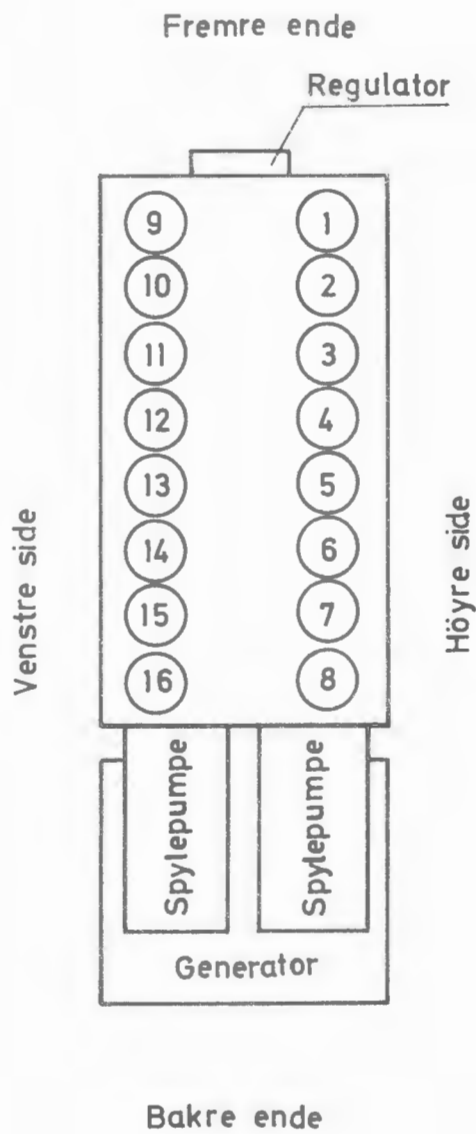 Fremre ende
Regulator
9 1
10 2
11 3
12 4
13 5
14 6
15 7
16 8
Venstre side
Höyre side
Spylepumpe Spylepumpe
Generator
Bakre ende